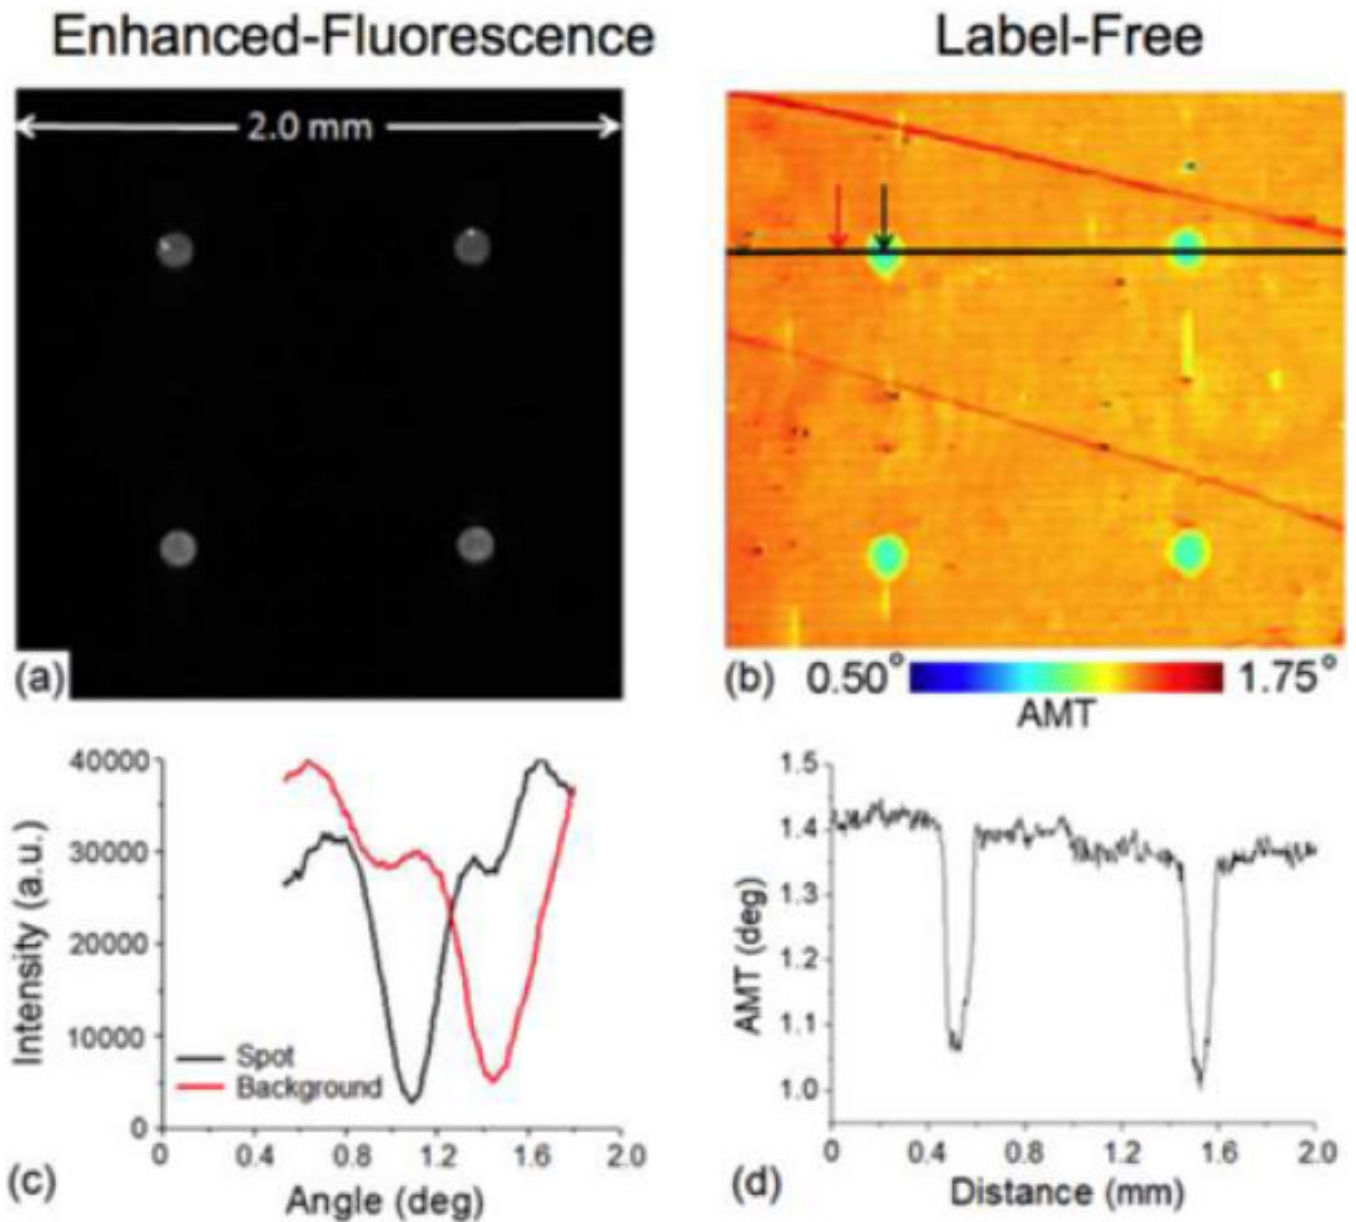 Enhanced-Fluorescence
Label-Free
2.0 mm
(a)
(b) 0.50° 1.75°
AMT
40000
30000
20000
10000
0
Intensity (a.u.)
Spot
Background
0 0.4 0.8 1.2 1.6 2.0
(c) Angle (deg)
1.5
1.4
1.3
1.2
1.1
1.0
AMT (deg)
0 0.4 0.8 1.2 1.6 2.0
(d) Distance (mm)